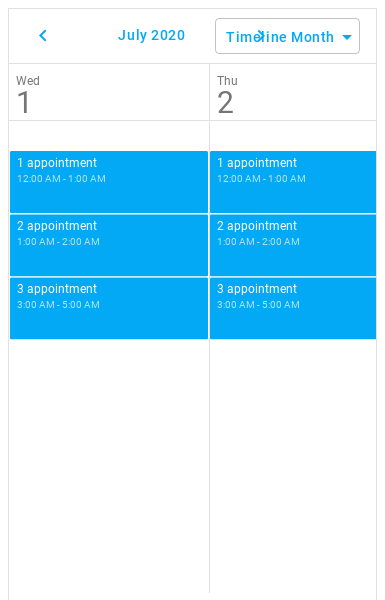 July 2020
Timeline Month
Wed
1
Thu
2
1 appointment
12:00 AM - 1:00 AM
2 appointment
1:00 AM - 2:00 AM
3 appointment
3:00 AM - 5:00 AM
1 appointment
12:00 AM - 1:00 AM
2 appointment
1:00 AM - 2:00 AM
3 appointment
3:00 AM - 5:00 AM